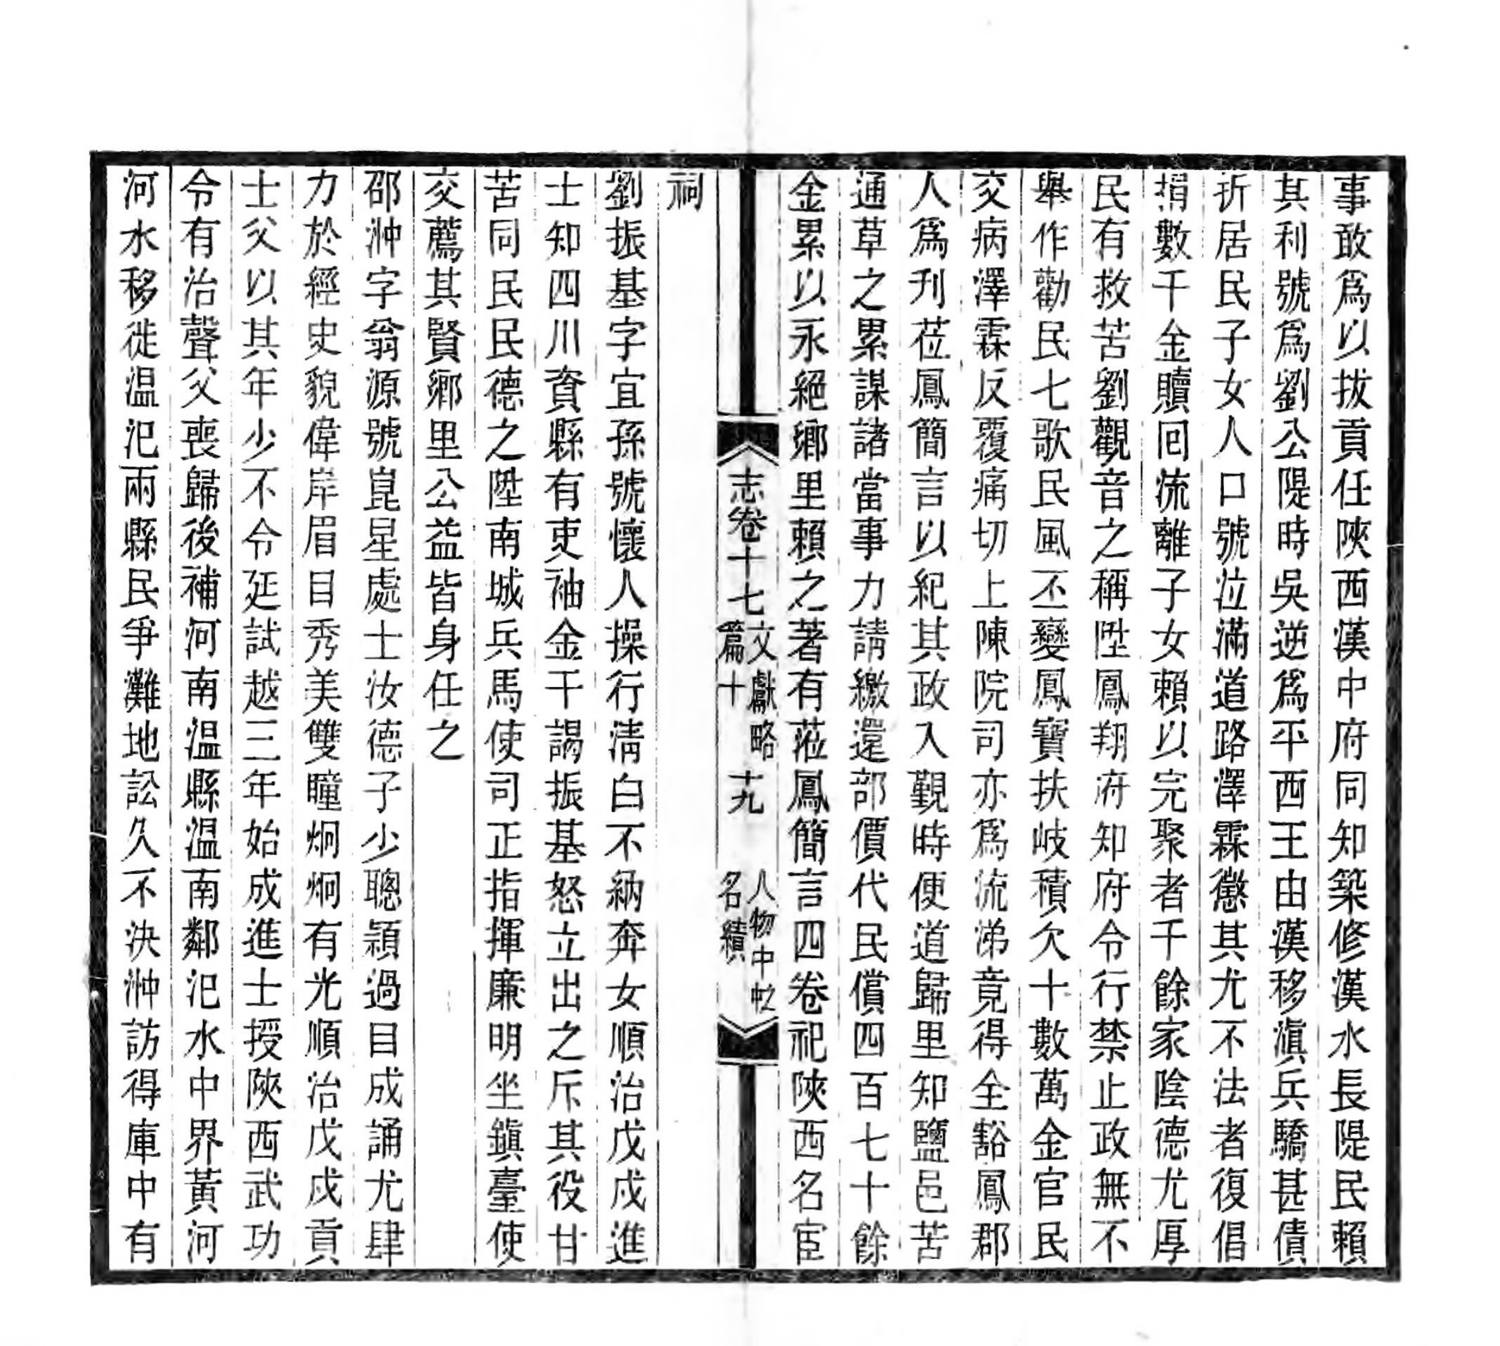 事敢爲以拔貢任陝西漢中府同知築修漢水長隄民賴
其利號爲劉公隄時吳逆爲平西王由漢移滇兵驕甚債
折居民子女人口號泣滿道路澤霖懲其尤不法者復倡
捐數千金贖回流離子女賴以完聚者千餘家陰德尤厚
民有救苦劉觀音之稱陞鳳翔府知府令行禁止政無不
舉作勸民七歌民風丕變鳳寶扶岐積欠十數萬金官民
交病澤霖反覆痛切上陳院司亦爲流涕竟得全豁鳳郡
人爲刋莅鳳簡言以紀其政入覲時便道歸里知鹽邑苦
通草之累謀諸當事力請繳還部價代民償四百七十餘
金累以永絕鄉里賴之著有蒞鳳簡言四卷祀陝西名宦
志卷十七 文獻略篇十 十九 人物中 名績
祠
劉振基字宜孫號懷人操行淸白不納奔女順治戊戌進
士知四川資縣有吏袖金干謁振基怒立出之斥其役甘
苦同民民德之陞南城兵馬使司正指揮廉明坐鎭臺使
交薦其賢鄉里公益皆身任之
邵沖字翁源號崑星處士汝德子少聰穎過目成誦尤肆
力於經史貌偉岸眉目秀美雙瞳炯炯有光順治戊戌貢
士父以其年少不令廷試越三年始成進士授陝西武功
令有治聲父喪歸後補河南温縣温南鄰汜水中界黃河
河水移徙温汜兩縣民爭灘地訟久不決沖訪得庫中有